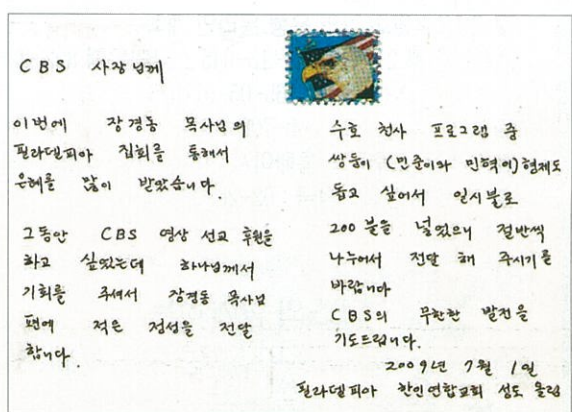 CBS 사장님께
이번에 장경동 목사님의
필라델피아 집회를 통해서
은혜를 많이 받았습니다.
그동안 CBS 영상 선교 후원을
하고 싶었는데 하나님께서
기회를 주셔서 장경동 목사님
편에 적은 정성을 전달
합니다.
수호 천사 프로그램 중
쌍둥이 (민준이와 민혁이) 형제도
돕고 싶어서 일시불로
200불을 넣었으니 절반씩
나누어서 전달 해 주시기를
바랍니다
CBS의 무한한 발전을
기도드립니다.
2009년 7월 1일
필라델피아 한인연합교회 성도 올림